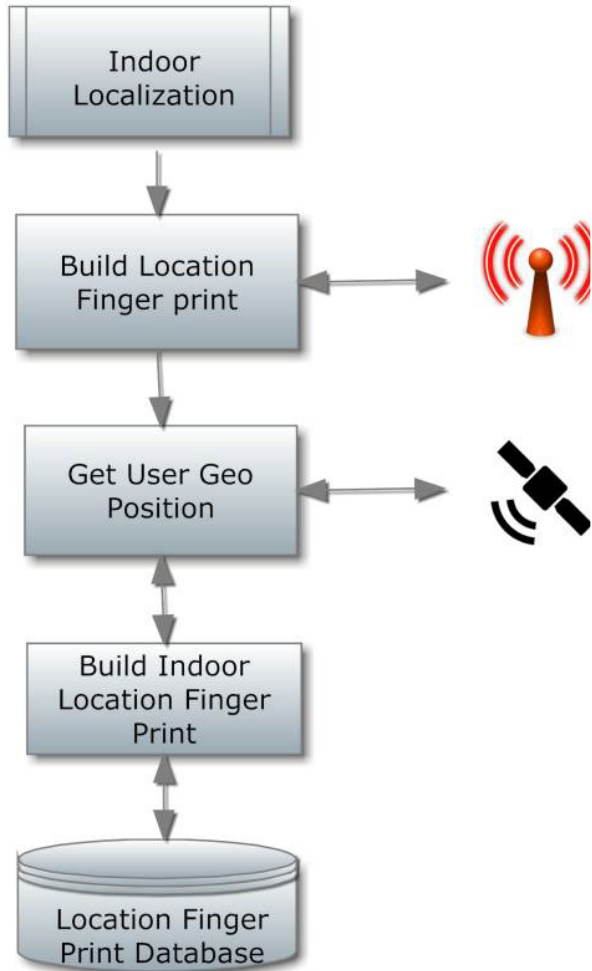 Indoor
Localization
Build Location
Finger print
Get User Geo
Position
Build Indoor
Location Finger
Print
Location Finger
Print Database